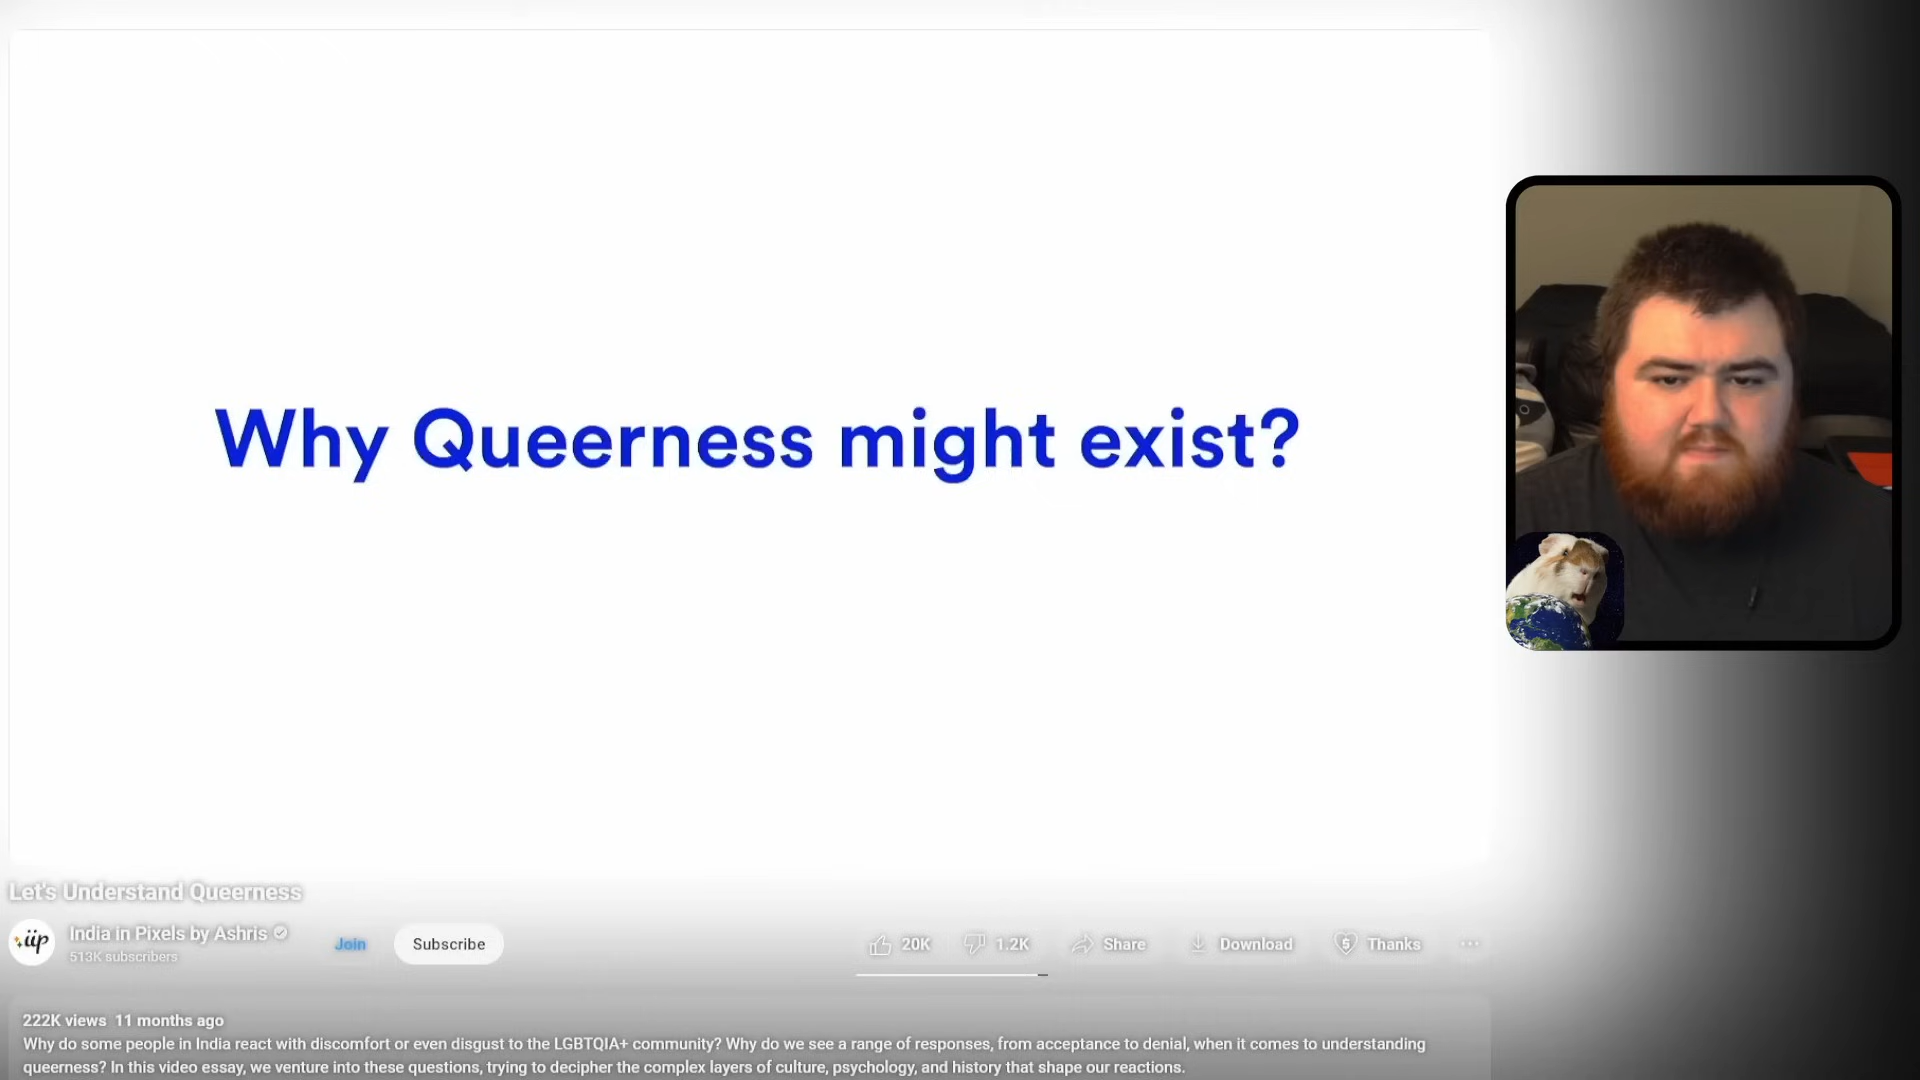 Why Queerness might exist?
Let's Understand Queerness
iip
India in Pixels by Ashris
513K subscribers
Join
Subscribe
20K
1.2K
Share
Download
Thanks
222K views 11 months ago
Why do some people in India react with discomfort or even disgust to the LGBTQIA+ community? Why do we see a range of responses, from acceptance to denial, when it comes to understanding
queerness? In this video essay, we venture into these questions, trying to decipher the complex layers of culture, psychology, and history that shape our reactions.